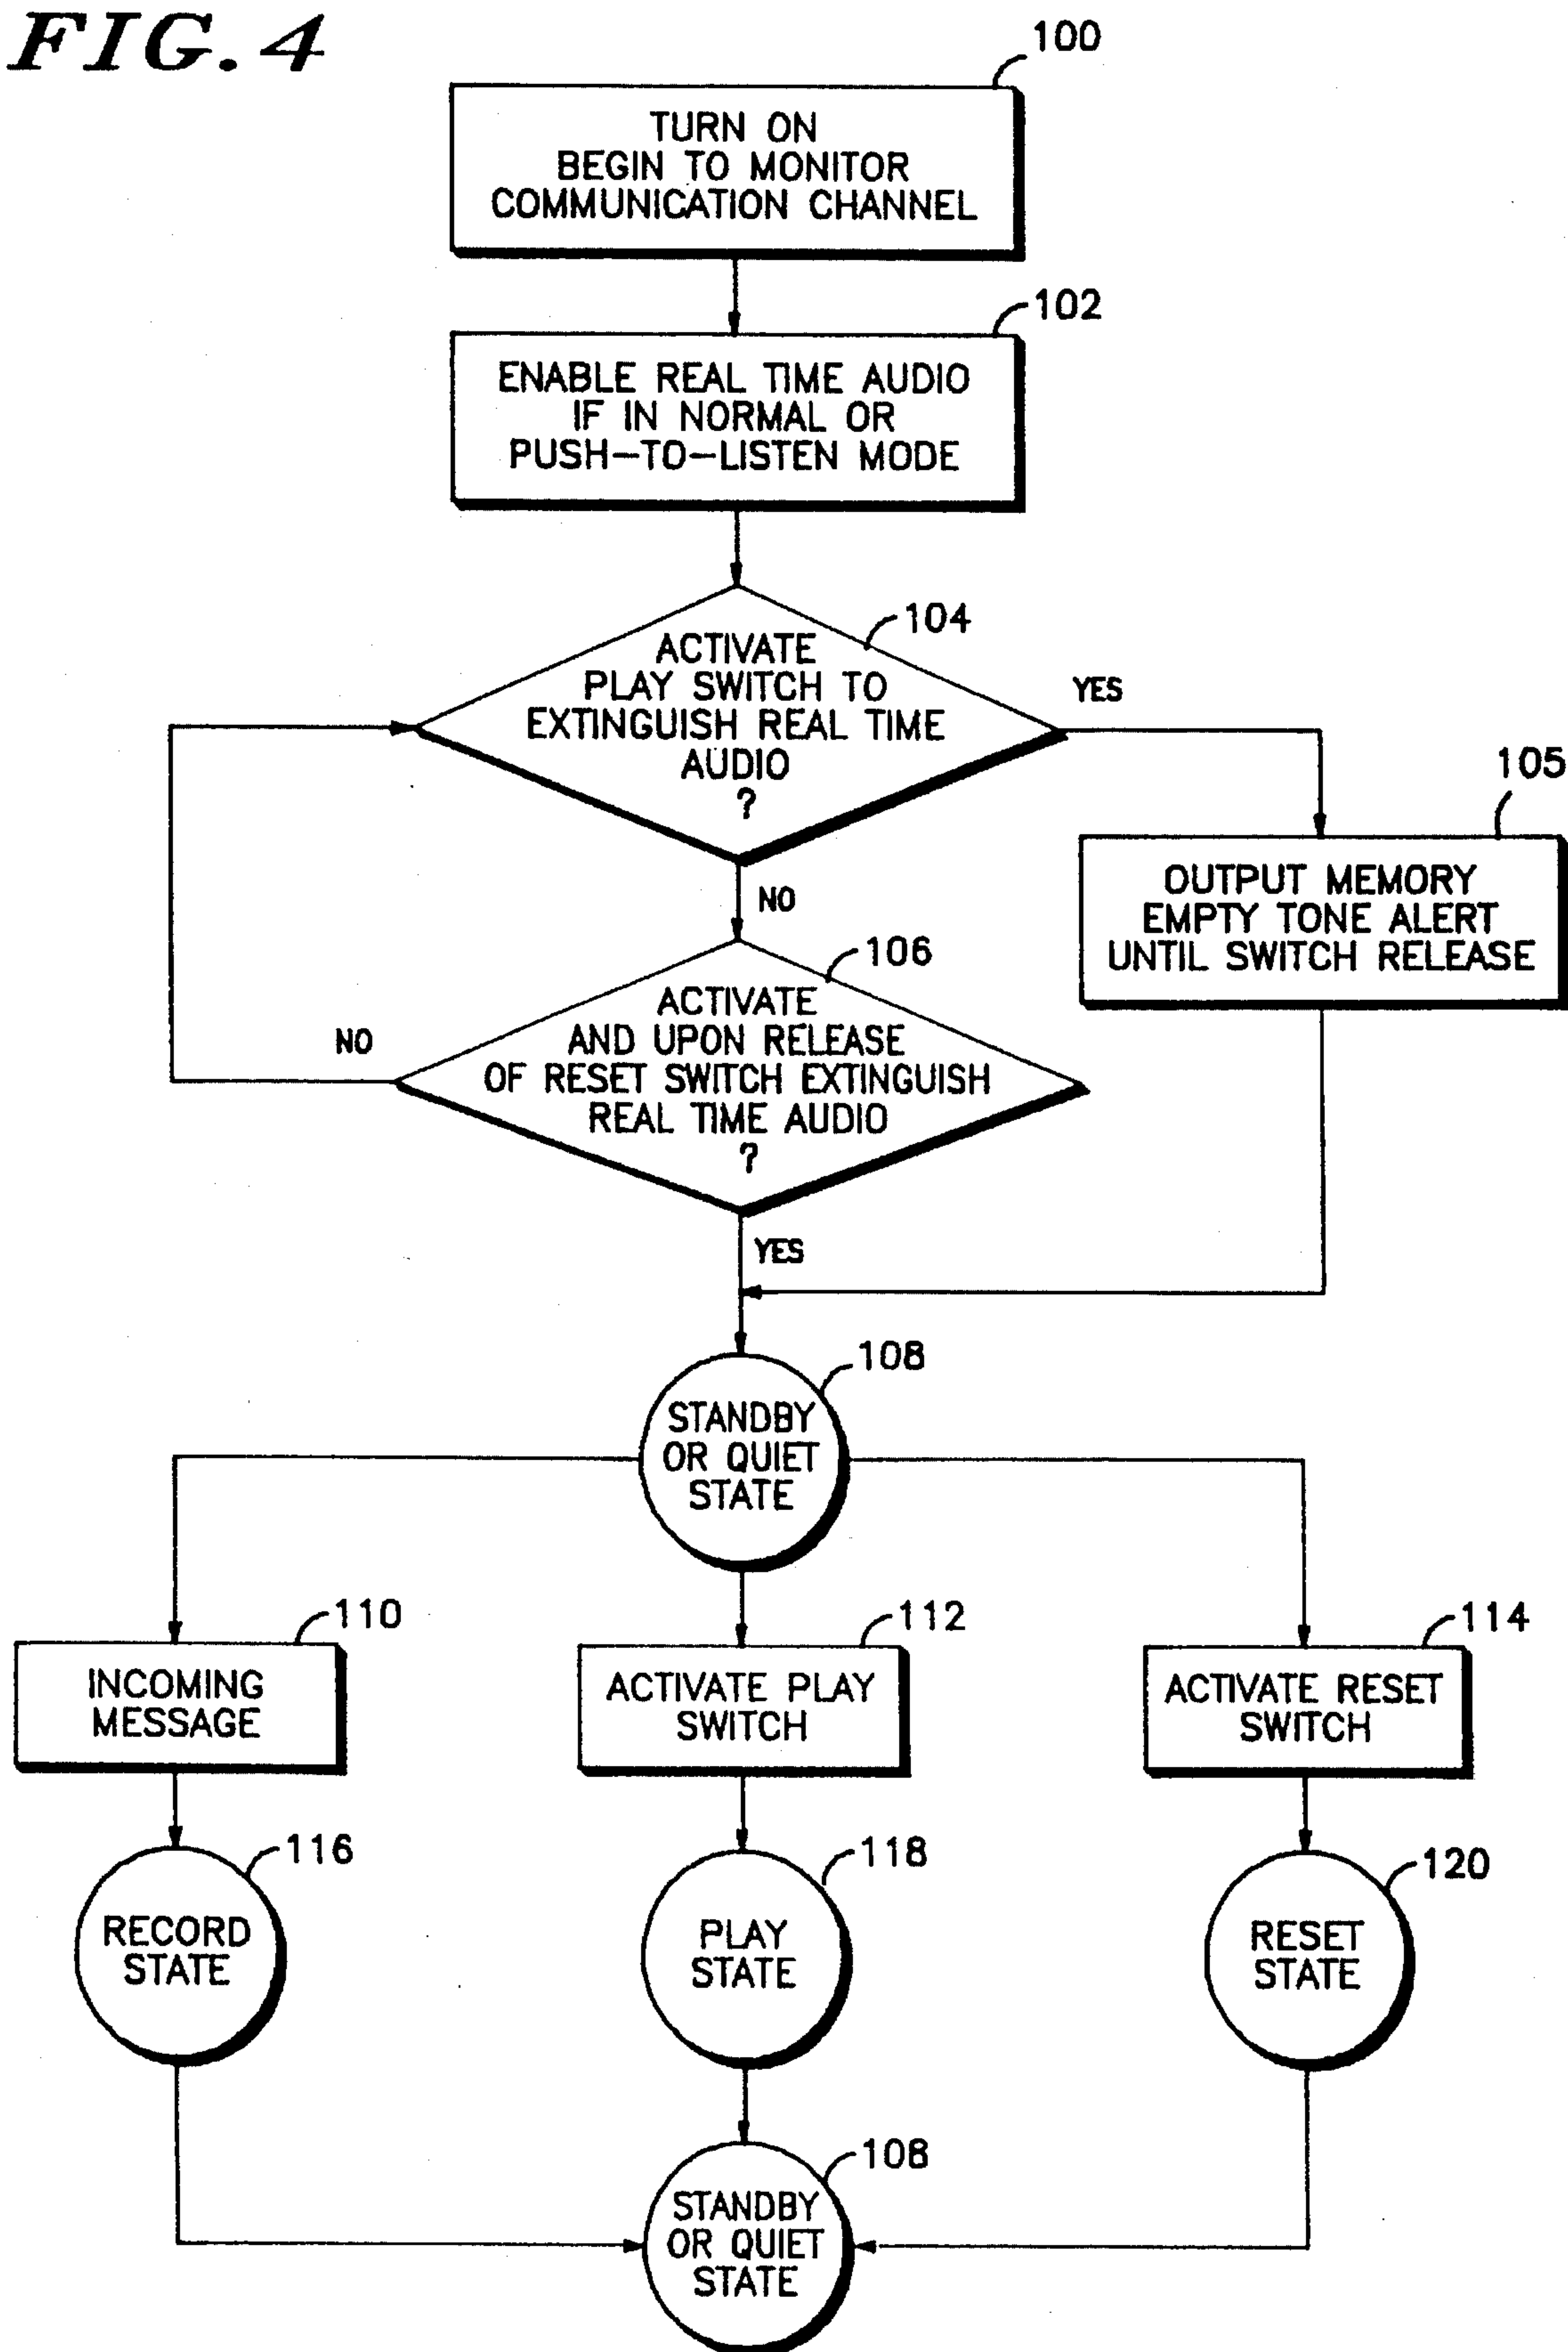 FIG. 4
100
TURN ON
BEGIN TO MONITOR
COMMUNICATION CHANNEL
102
ENABLE REAL TIME AUDIO
IF IN NORMAL OR
PUSH-TO-LISTEN MODE
104
ACTIVATE
PLAY SWITCH TO
EXTINGUISH REAL TIME
AUDIO
?
YES
105
OUTPUT MEMORY
EMPTY TONE ALERT
UNTIL SWITCH RELEASE
NO
106
ACTIVATE
AND UPON RELEASE
OF RESET SWITCH EXTINGUISH
REAL TIME AUDIO
?
NO
YES
108
STANDBY
OR QUIET
STATE
110
INCOMING
MESSAGE
112
ACTIVATE PLAY
SWITCH
114
ACTIVATE RESET
SWITCH
116
RECORD
STATE
118
PLAY
STATE
120
RESET
STATE
108
STANDBY
OR QUIET
STATE